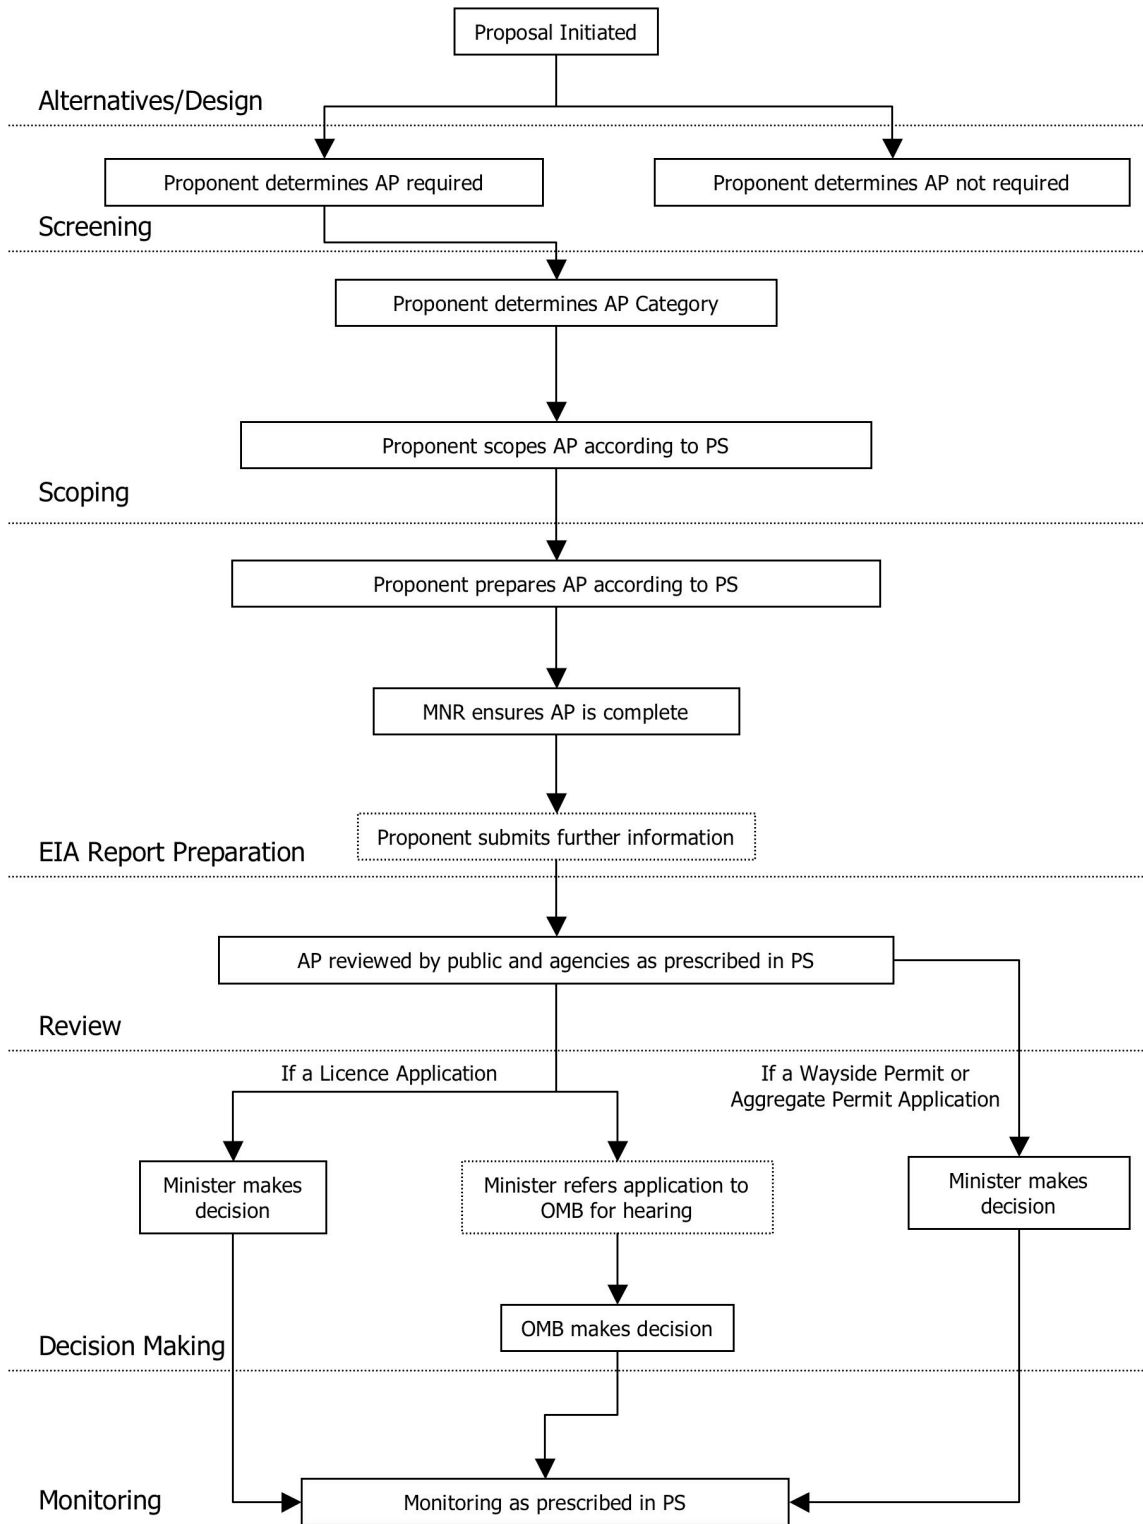 Proposal Initiated
Alternatives/Design
Proponent determines AP required
Proponent determines AP not required
Screening
Proponent determines AP Category
Proponent scopes AP according to PS
Scoping
Proponent prepares AP according to PS
MNR ensures AP is complete
Proponent submits further information
EIA Report Preparation
AP reviewed by public and agencies as prescribed in PS
Review
If a Licence Application
If a Wayside Permit or
Aggregate Permit Application
Minister makes
decision
Minister refers application to
OMB for hearing
Minister makes
decision
OMB makes decision
Decision Making
Monitoring as prescribed in PS
Monitoring